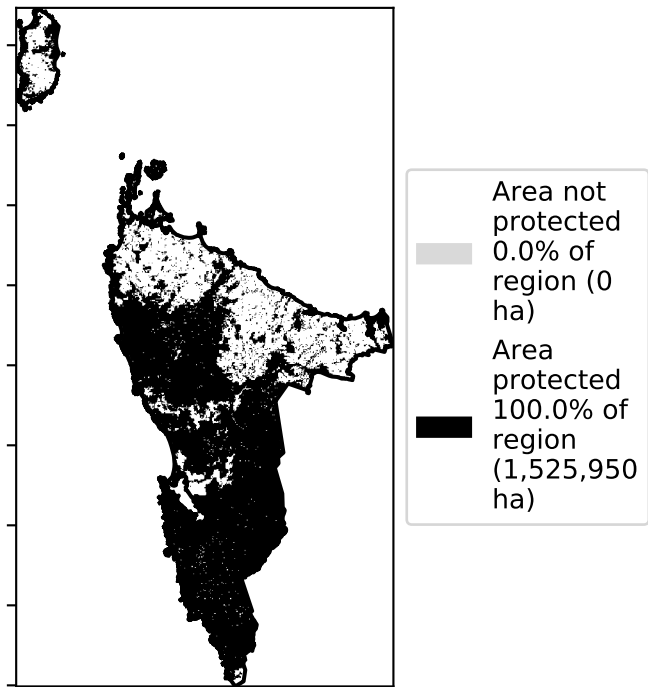 Area not
protected
0.0% of
region (0
ha)
Area
protected
100.0% of
region
(1,525,950
ha)